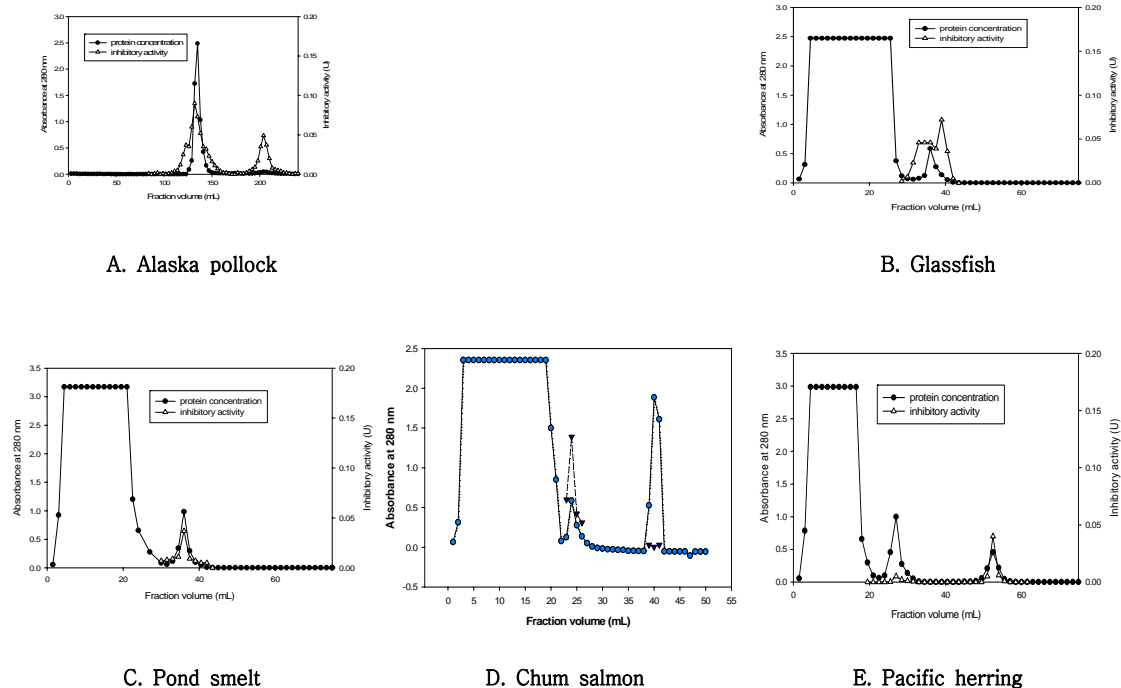 3.0
2.5
2.0
1.5
1.0
0.5
0.0
0.20
0.15
0.10
0.05
0.00
protein concentration
inhibitory activity
Absorbance at 280 nm
Inhibitory activity (U)
0 50 100 150 200
Fraction volume (mL)
A. Alaska pollock
3.0
2.5
2.0
1.5
1.0
0.5
0.0
0.20
0.15
0.10
0.05
0.00
protein concentration
inhibitory activity
Absorbance at 280 nm
Inhibitory activity (U)
0 20 40 60
Fraction volume (mL)
B. Glassfish
3.5
3.0
2.5
2.0
1.5
1.0
0.5
0.0
0.20
0.15
0.10
0.05
0.00
protein concentration
inhibitory activity
Absorbance at 280 nm
Inhibitory activity (U)
0 20 40 60
Fraction volume (mL)
C. Pond smelt
2.5
2.0
1.5
1.0
0.5
0.0
-0.5
Absorbance at 280 nm
0 5 10 15 20 25 30 35 40 45 50 55
Fraction volume (mL)
D. Chum salmon
3.5
3.0
2.5
2.0
1.5
1.0
0.5
0.0
0.20
0.15
0.10
0.05
0.00
protein concentration
inhibitory activity
Absorbance at 280 nm
Inhibitory activity (U)
0 20 40 60
Fraction volume (mL)
E. Pacific herring